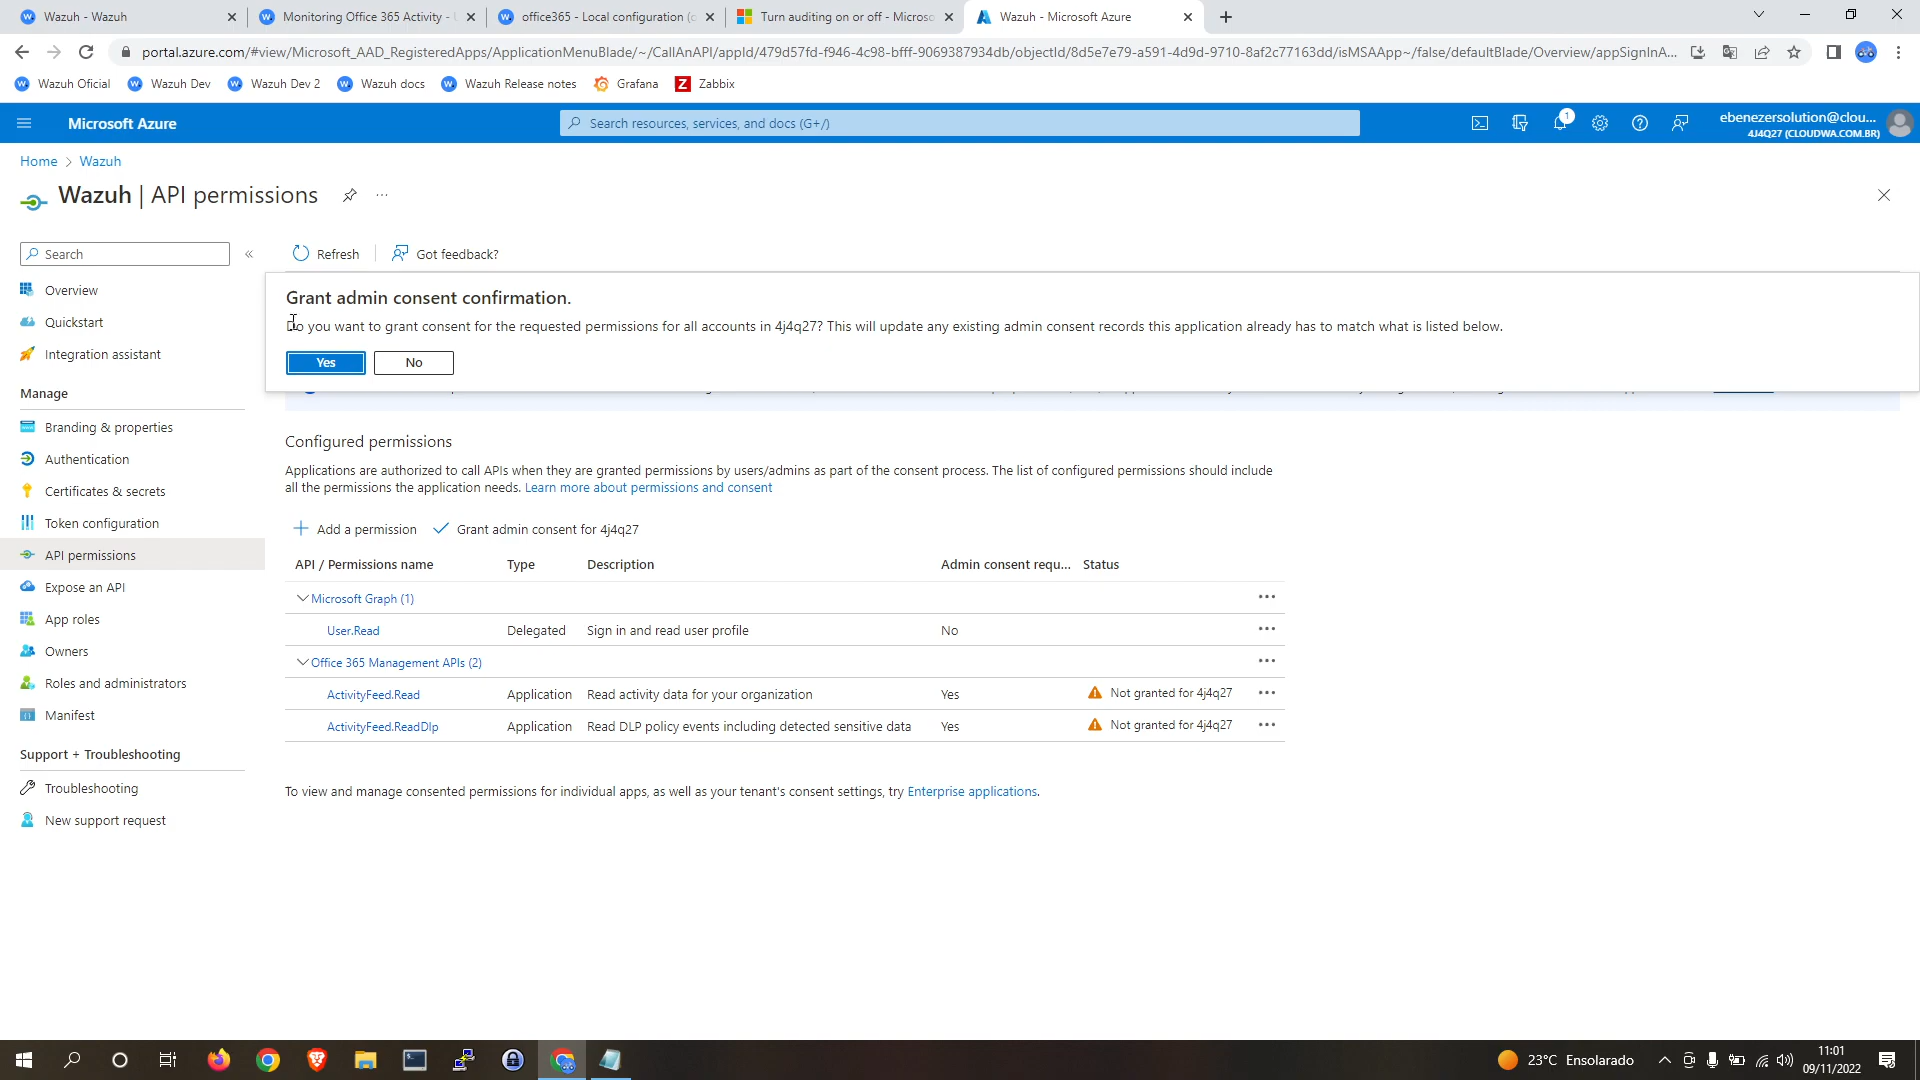 Wazuh - Wazuh
Monitoring Office 365 Activity -
office365 - Local configuration (
Turn auditing on or off - Microso
Wazuh - Microsoft Azure
portal.azure.com/#view/Microsoft_AAD_RegisteredApps/ApplicationMenuBlade/~/CallAnAPI/appId/479d57fd-f946-4c98-bfff-9069387934db/objectId/8d5e7e79-a591-4d9d-9710-8af2c77163dd/isMSAApp~/false/defaultBlade/Overview/appSignInA...
Wazuh Oficial
Wazuh Dev
Wazuh Dev 2
Wazuh docs
Wazuh Release notes
Grafana
Zabbix
Microsoft Azure
Search resources, services, and docs (G+/)
1
ebenezersolution@clou...
4J4Q27 (CLOUDWA.COM.BR)
Home > Wazuh
Wazuh | API permissions
Search
Refresh
Got feedback?
Overview
Quickstart
Integration assistant
Manage
Branding & properties
Authentication
Certificates & secrets
Token configuration
API permissions
Expose an API
App roles
Owners
Roles and administrators
Manifest
Support + Troubleshooting
Troubleshooting
New support request
Grant admin consent confirmation.
Do you want to grant consent for the requested permissions for all accounts in 4j4q27? This will update any existing admin consent records this application already has to match what is listed below.
Yes
No
Configured permissions
Applications are authorized to call APIs when they are granted permissions by users/admins as part of the consent process. The list of configured permissions should include
all the permissions the application needs. Learn more about permissions and consent
Add a permission
Grant admin consent for 4j4q27
API / Permissions name Type Description Admin consent requ... Status
Microsoft Graph (1)
User.Read Delegated Sign in and read user profile No
Office 365 Management APIs (2)
ActivityFeed.Read Application Read activity data for your organization Yes Not granted for 4j4q27
ActivityFeed.ReadDlp Application Read DLP policy events including detected sensitive data Yes Not granted for 4j4q27
To view and manage consented permissions for individual apps, as well as your tenant's consent settings, try Enterprise applications.
23°C Ensolarado
11:01
09/11/2022